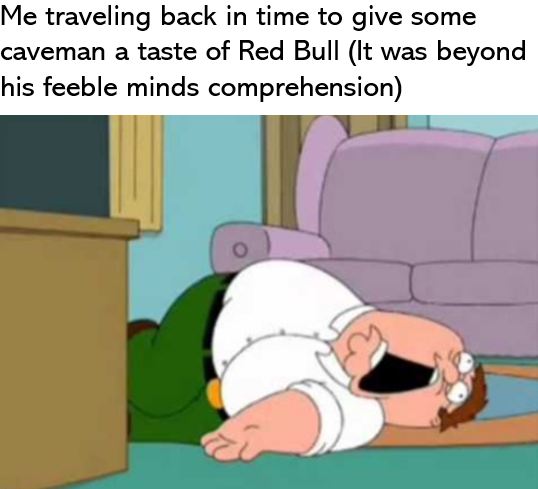 Me traveling back in time to give some
caveman a taste of Red Bull (It was beyond
his feeble minds comprehension)